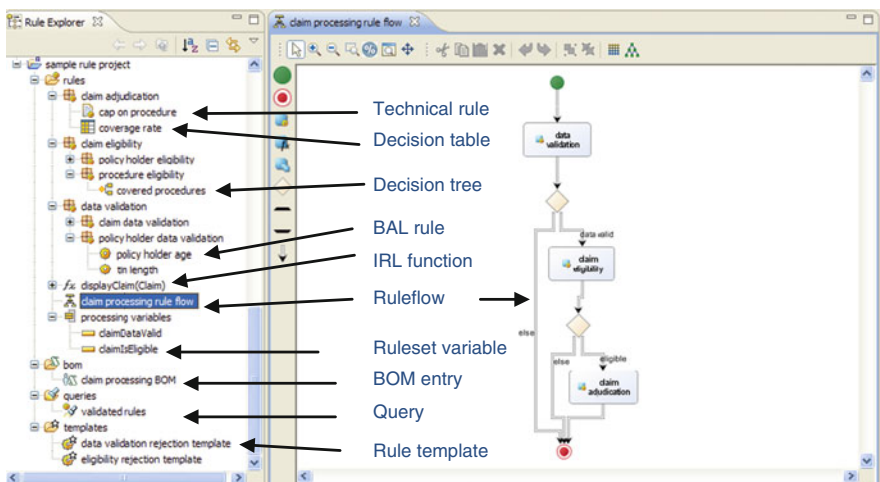 Rule Explorer
claim processing rule flow
sample rule project
rules
claim adjudication
cap on procedure
coverage rate
claim eligibility
policy holder eligibility
procedure eligibility
covered procedures
data validation
claim data validation
policy holder data validation
policy holder age
tin length
fx displayClaim(Claim)
claim processing rule flow
processing variables
claimDataValid
claimIsEligible
bom
claim processing BOM
queries
validated rules
templates
data validation rejection template
eligibility rejection template
Technical rule
Decision table
Decision tree
BAL rule
IRL function
Ruleflow
Ruleset variable
BOM entry
Query
Rule template
data
validation
data valid
claim
eligibility
else
else
eligible
claim
adjudication